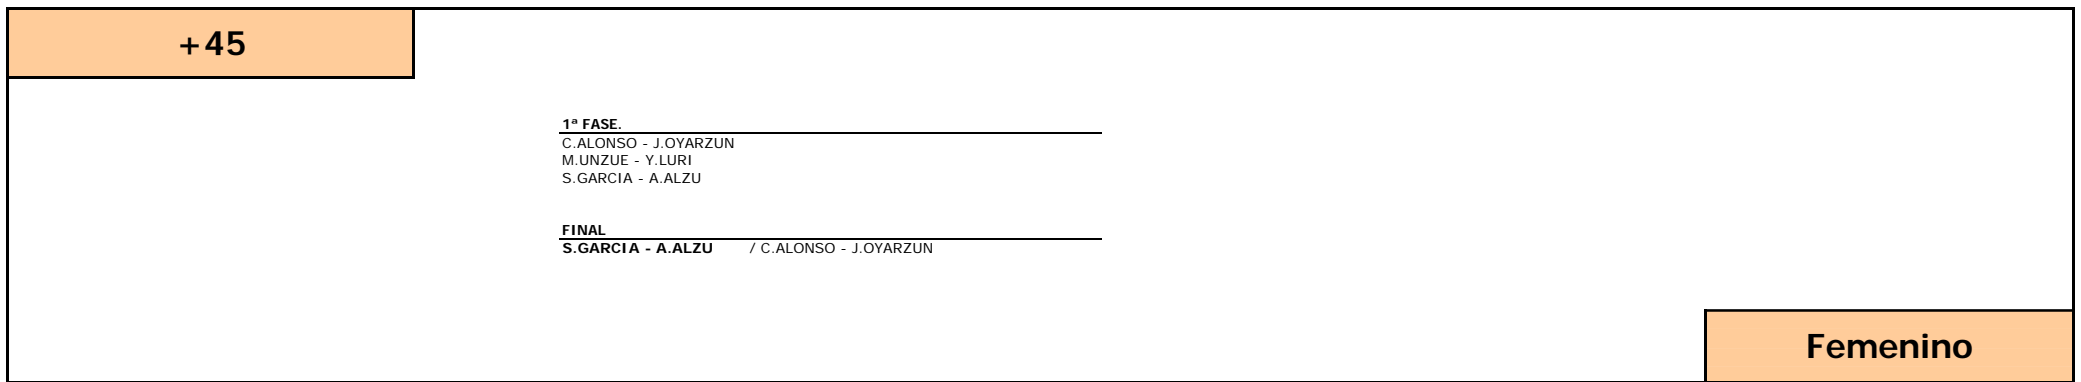 +45
1ª FASE.
C.ALONSO - J.OYARZUN
M.UNZUE - Y.LURI
S.GARCIA - A.ALZU
FINAL
S.GARCIA - A.ALZU / C.ALONSO - J.OYARZUN
Femenino